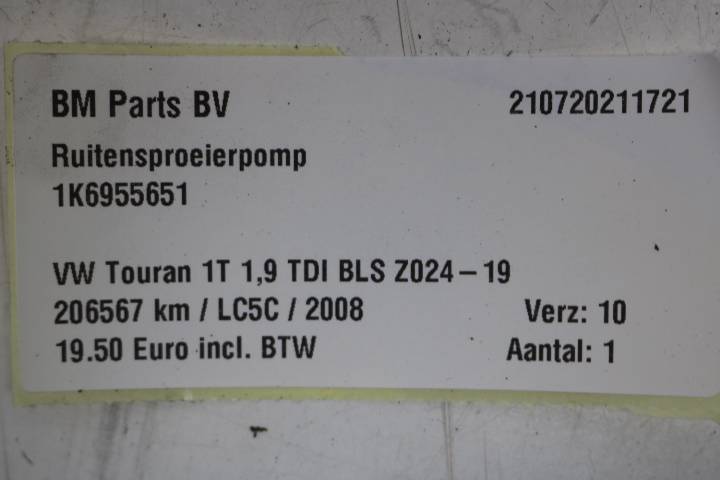 BM Parts BV 210720211721
Ruitensproeierpomp
1K6955651
VW Touran 1T 1,9 TDI BLS Z024-19
206567 km / LC5C / 2008 Verz: 10
19.50 Euro incl. BTW Aantal: 1